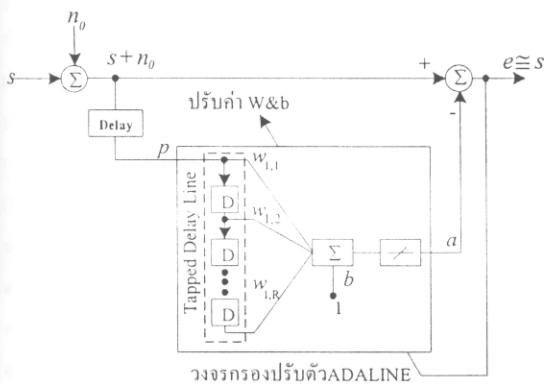 n₀
s
Σ
s+n₀
+
Σ
e≅s
-
Delay
ปรับค่า W&b
p
Tapped Delay Line
w₁,₁
D
w₁,₂
D
w₁,R
D
Σ
b
1
a
วงจรกรองปรับตัวADALINE